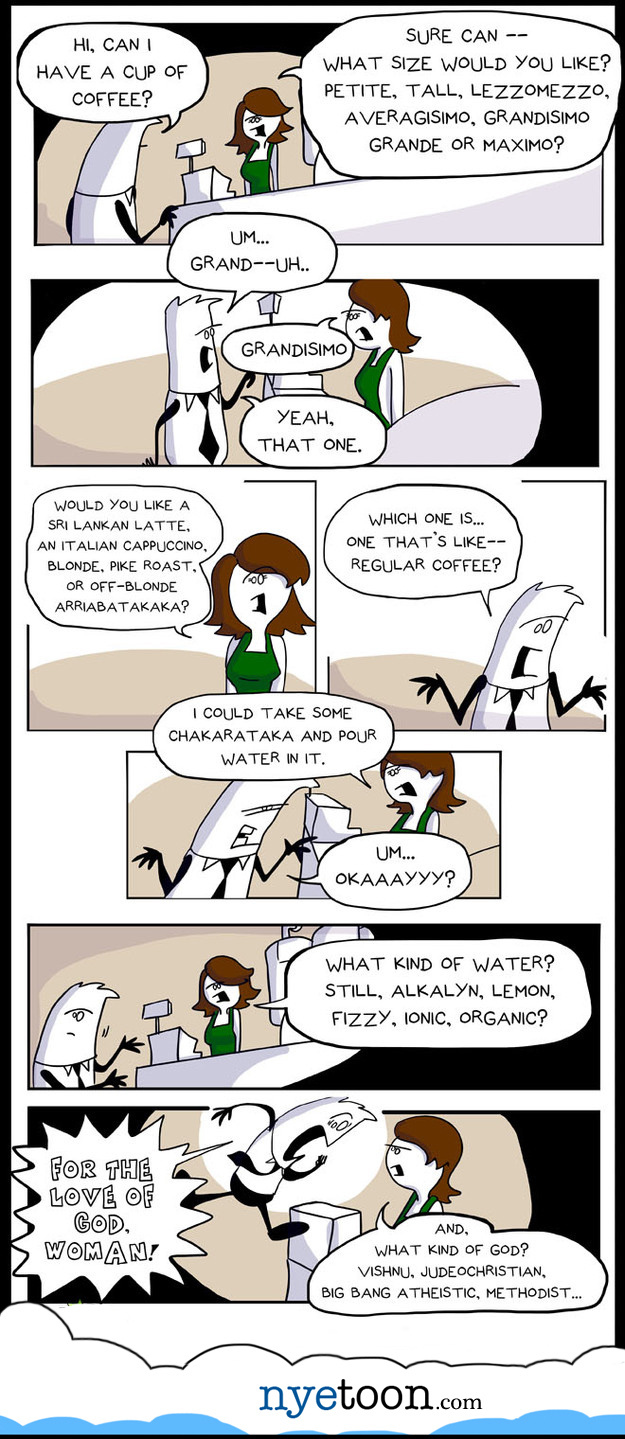 HI, CAN I
HAVE A CUP OF
COFFEE?
SURE CAN --
WHAT SIZE WOULD YOU LIKE?
PETITE, TALL, LEZZOMEZZO,
AVERAGISIMO, GRANDISIMO
GRANDE OR MAXIMO?
UM...
GRAND--UH..
GRANDISIMO
YEAH,
THAT ONE.
WOULD YOU LIKE A
SRI LANKAN LATTE,
AN ITALIAN CAPPUCCINO,
BLONDE, PIKE ROAST,
OR OFF-BLONDE
ARRIABATAKAKA?
WHICH ONE IS...
ONE THAT'S LIKE--
REGULAR COFFEE?
I COULD TAKE SOME
CHAKARATAKA AND POUR
WATER IN IT.
UM...
OKAAAYYY?
WHAT KIND OF WATER?
STILL, ALKALYN, LEMON,
FIZZY, IONIC, ORGANIC?
FOR THE
LOVE OF
GOD,
WOMAN!
AND,
WHAT KIND OF GOD?
VISHNU, JUDEOCHRISTIAN,
BIG BANG ATHEISTIC, METHODIST...
nyetoon.com